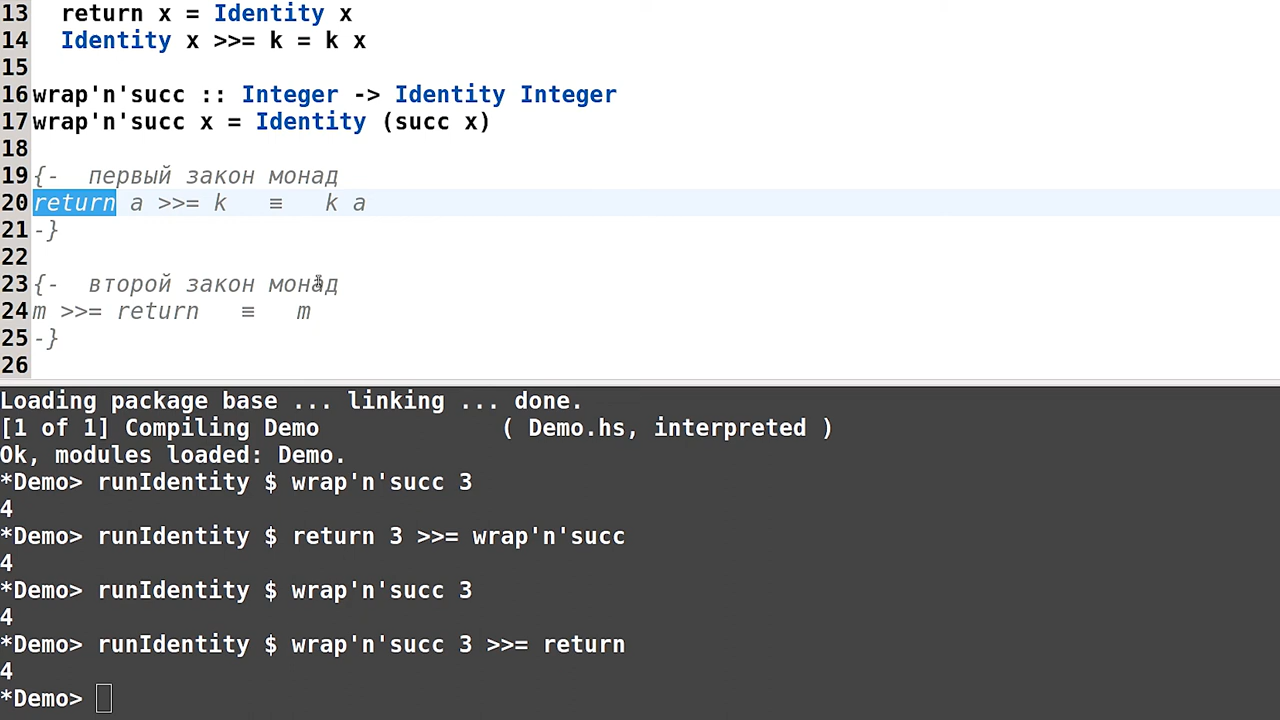 13  return x = Identity x
14  Identity x >>= k = k x
15
16 wrap'n'succ :: Integer -> Identity Integer
17 wrap'n'succ x = Identity (succ x)
18
19 {-  первый закон монад
20 return a >>= k   ≡   k a
21 -}
22
23 {-  второй закон монад
24 m >>= return   ≡   m
25 -}
26
Loading package base ... linking ... done.
[1 of 1] Compiling Demo             ( Demo.hs, interpreted )
Ok, modules loaded: Demo.
*Demo> runIdentity $ wrap'n'succ 3
4
*Demo> runIdentity $ return 3 >>= wrap'n'succ
4
*Demo> runIdentity $ wrap'n'succ 3
4
*Demo> runIdentity $ wrap'n'succ 3 >>= return
4
*Demo>